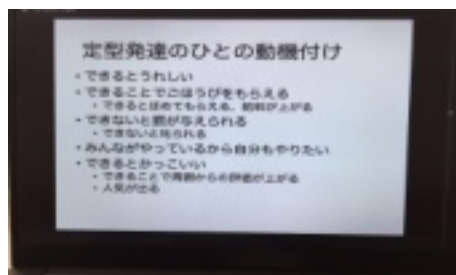 定型発達のひとの動機付け
・できるとうれしい
・できることでごほうびをもらえる
・できるとほめてもらえる、給料が上がる
・できないと罰が与えられる
・できないと叱られる
・みんながやっているから自分もやりたい
・できるとかっこいい
・できることで周囲からの評価が上がる
・人気が出る